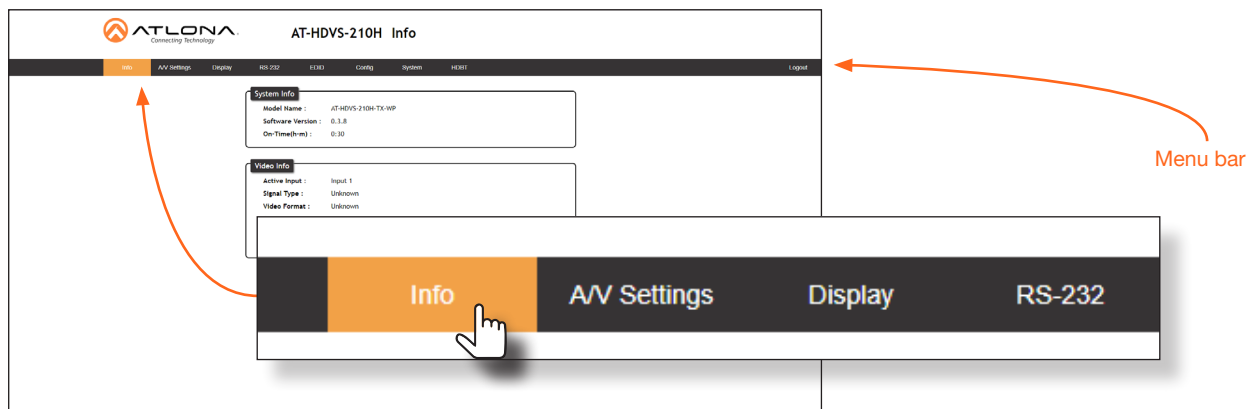 ATLONA.
Connecting Technology
AT-HDVS-210H Info
Info A/V Settings Display RS-232 EDID Config System HDBT Logout
System Info
Model Name : AT-HDVS-210H-TX-WP
Software Version : 0.3.8
On-Time(h-m) : 0:30
Menu bar
Video Info
Active Input : Input 1
Signal Type : Unknown
Video Format : Unknown
Info A/V Settings Display RS-232